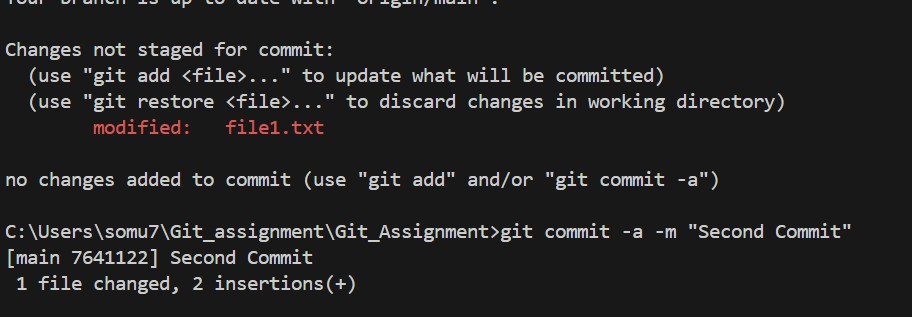 Your branch is up to date with 'origin/main'.
Changes not staged for commit:
(use "git add <file>..." to update what will be committed)
(use "git restore <file>..." to discard changes in working directory)
modified: file1.txt
no changes added to commit (use "git add" and/or "git commit -a")
C:\Users\somu7\Git_assignment\Git_Assignment>git commit -a -m "Second Commit"
[main 7641122] Second Commit
1 file changed, 2 insertions(+)